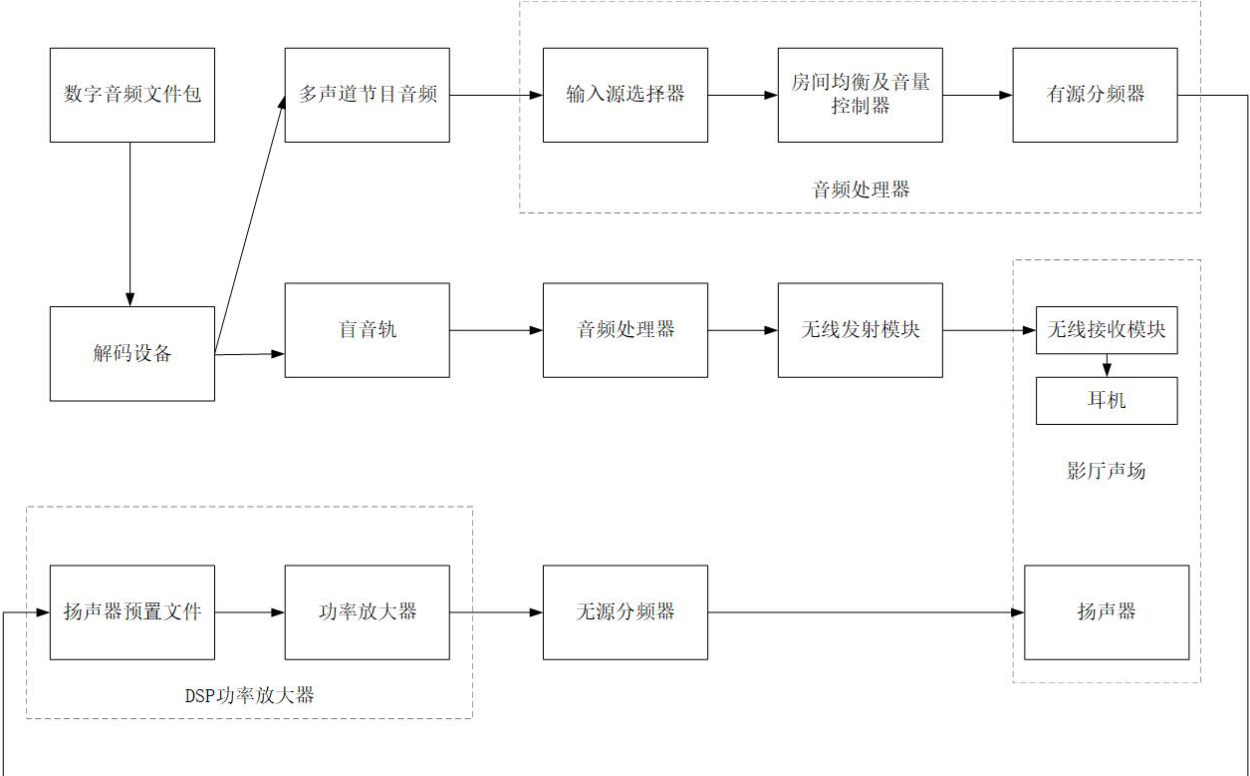 数字音频文件包
多声道节目音频
输入源选择器
房间均衡及音量
控制器
有源分频器
音频处理器
解码设备
盲音轨
音频处理器
无线发射模块
无线接收模块
耳机
影厅声场
扬声器预置文件
功率放大器
无源分频器
扬声器
DSP功率放大器